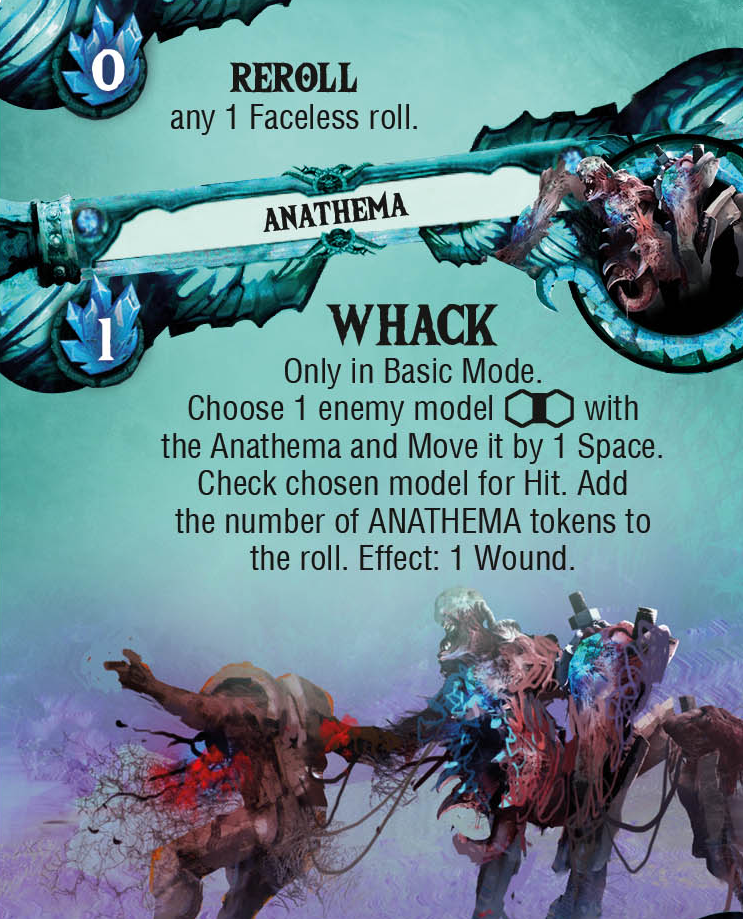 0
REROLL
any 1 Faceless roll.
ANATHEMA
1
WHACK
Only in Basic Mode.
Choose 1 enemy model with
the Anathema and Move it by 1 Space.
Check chosen model for Hit. Add
the number of ANATHEMA tokens to
the roll. Effect: 1 Wound.